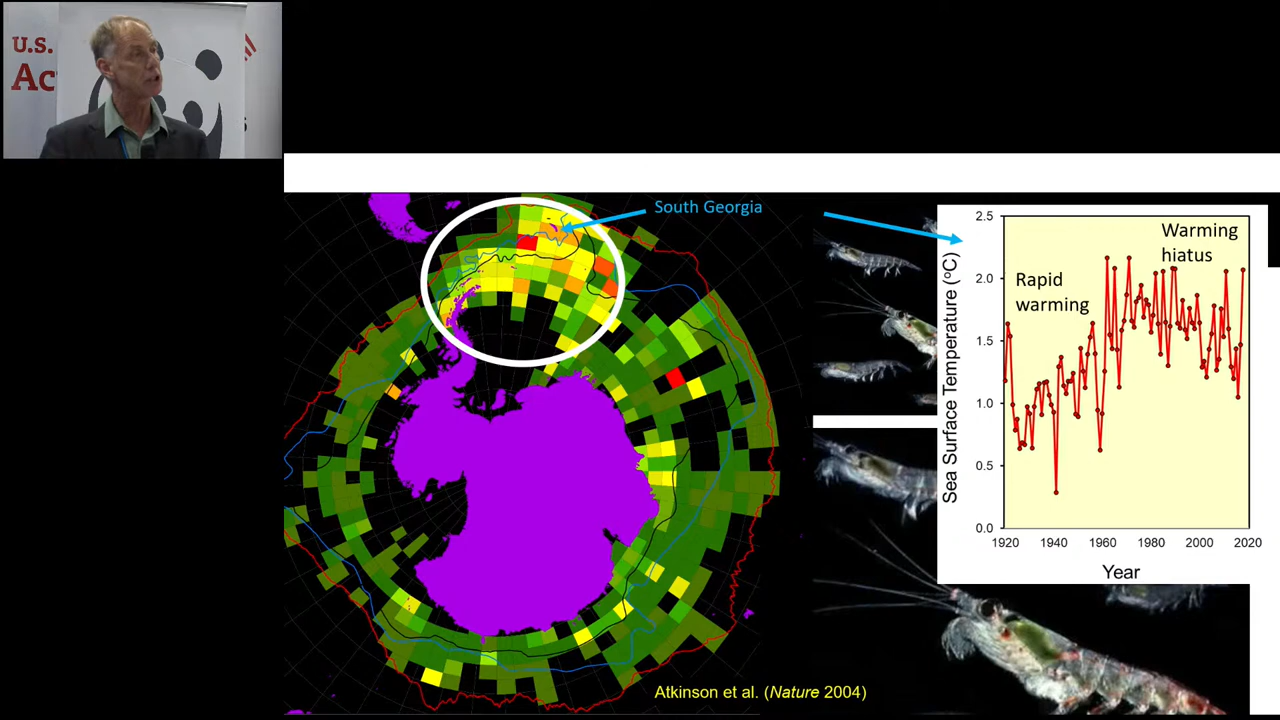 U.S.
Ac
South Georgia
2.5
2.0
1.5
1.0
0.5
0.0
Sea Surface Temperature (ºC)
Rapid
warming
Warming
hiatus
1920
1940
1960
1980
2000
2020
Year
Atkinson et al. (Nature 2004)